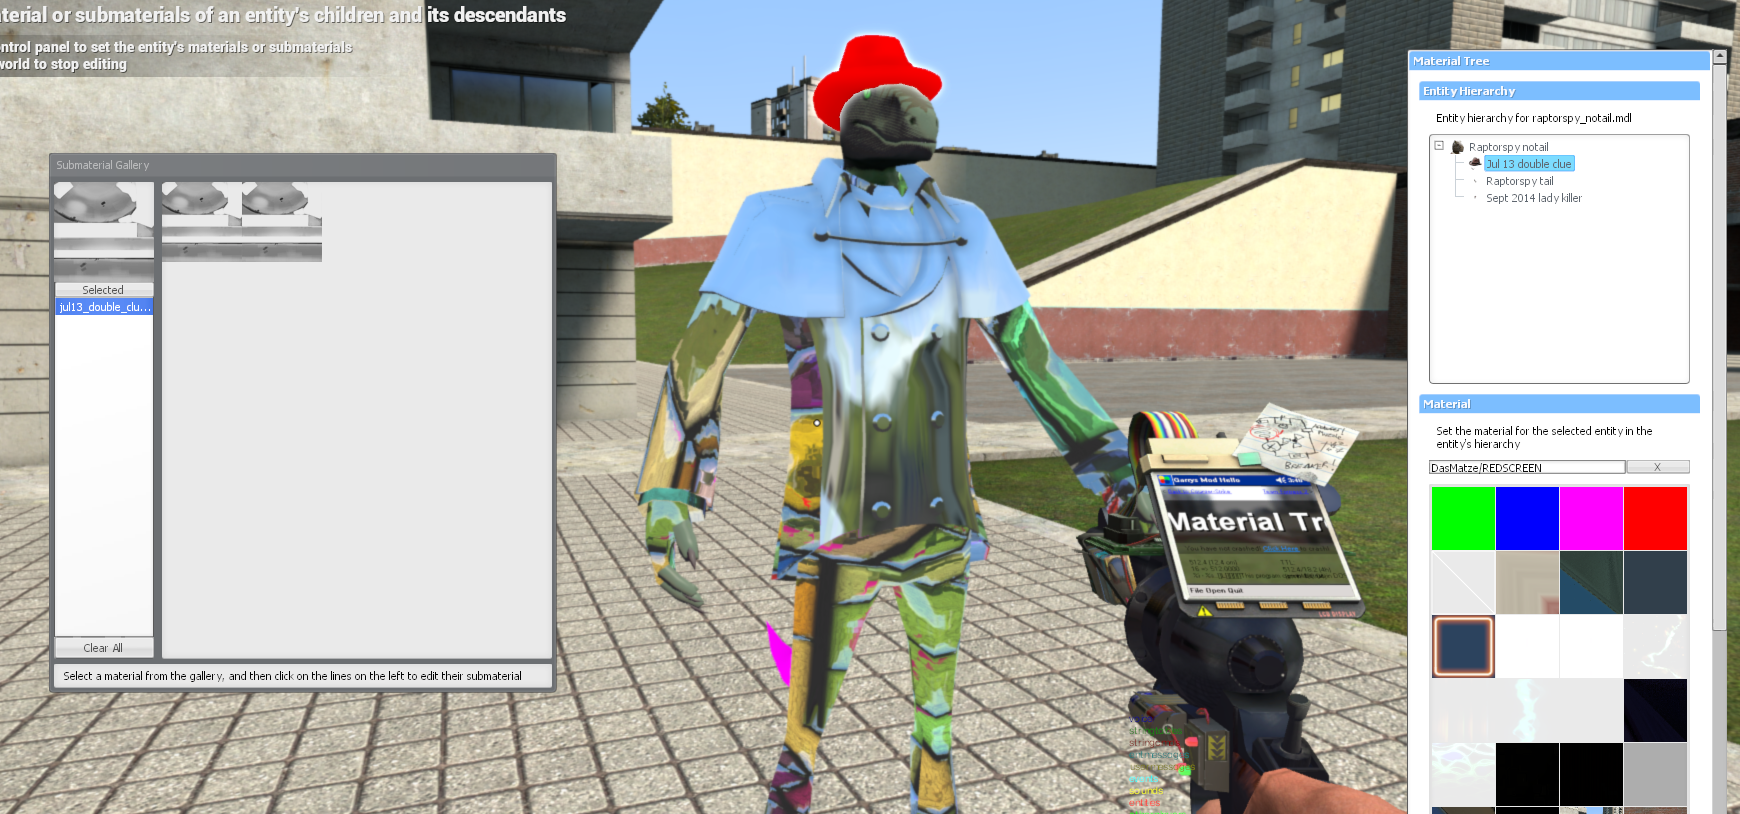 terial or submaterials of an entity's children and its descendants
ntrol panel to set the entity's materials or submaterials
world to stop editing
Submaterial Gallery
Selected
jul13_double_clu...
Clear All
Select a material from the gallery, and then click on the lines on the left to edit their submaterial
Garrys Mod Hello
Material Tr
File Open Quit
LCD DISPLAY
sounds
entities
Material Tree
Entity Hierarchy
Entity hierarchy for raptorspy_notail.mdl
Raptorspy notail
Jul 13 double clue
Raptorspy tail
Sept 2014 lady killer
Material
Set the material for the selected entity in the
entity's hierarchy
DasMatze/REDSCREEN
X